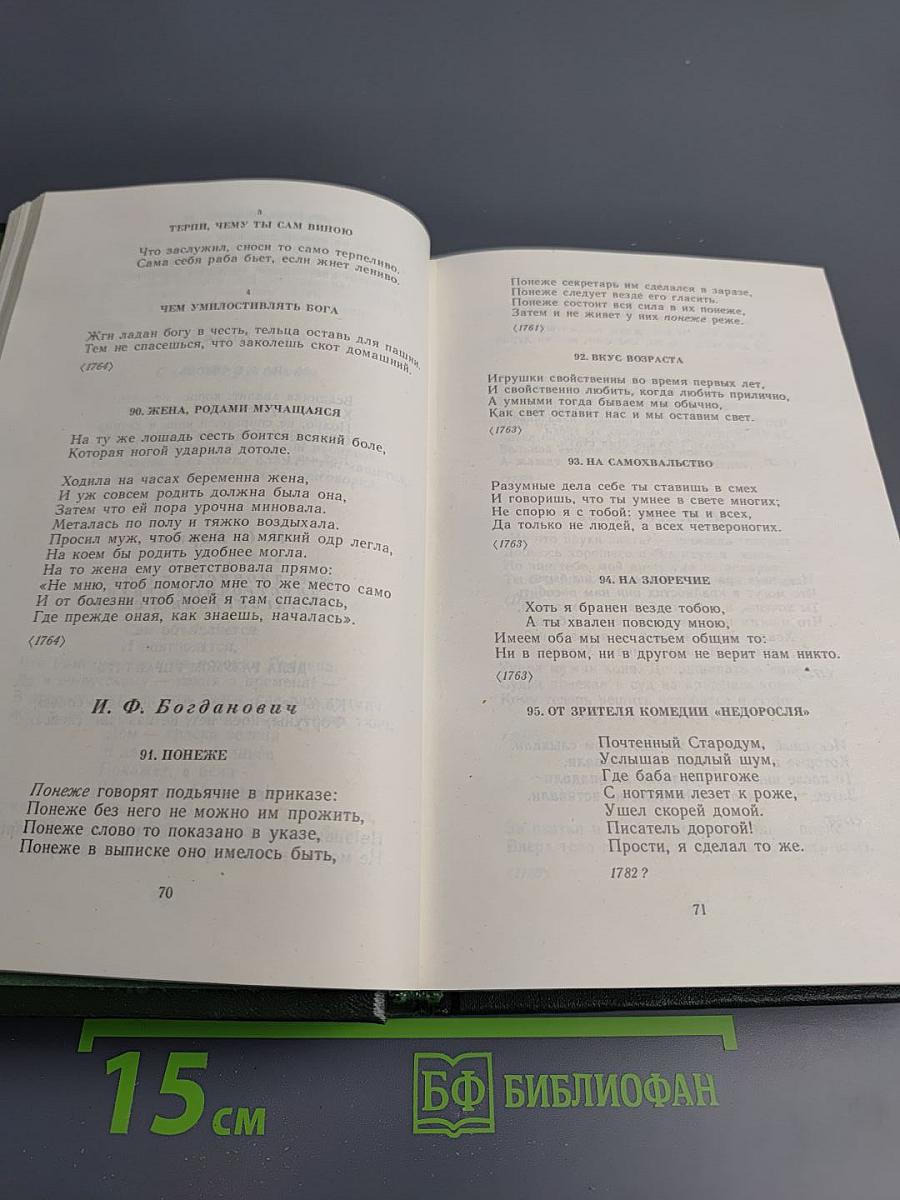 3
ТЕРПИ, ЧЕМУ ТЫ САМ ВИНОЮ
Что заслужил, сноси то само терпеливо.
Сама себя раба бьет, если жнет лениво.
4
ЧЕМ УМИЛОСТИВЛЯТЬ БОГА
Жги ладан богу в честь, тельца оставь для пашни.
Тем не спасешься, что заколешь скот домашний.
⟨1764⟩
90. ЖЕНА, РОДАМИ МУЧАЩАЯСЯ
На ту же лошадь сесть боится всякий боле,
Которая ногой ударила дотоле.
Ходила на часах беременна жена,
И уж совсем родить должна была она,
Затем что ей пора урочна миновала.
Металась по полу и тяжко воздыхала.
Просил муж, чтоб жена на мягкий одр легла,
На коем бы родить удобнее могла.
На то жена ему ответствовала прямо:
«Не мню, чтоб помогло мне то же место само
И от болезни чтоб моей я там спаслась,
Где прежде оная, как знаешь, началась».
⟨1764⟩
И. Ф. Богданович
91. ПОНЕЖЕ
Понеже говорят подьячие в приказе:
Понеже без него не можно им прожить,
Понеже слово то показано в указе,
Понеже в выписке оно имелось быть,
70
Понеже секретарь им сделался в заразе,
Понеже следует везде его гласить.
Понеже состоит вся сила в их понеже,
Затем и не живет у них понеже реже.
⟨1761⟩
92. ВКУС ВОЗРАСТА
Игрушки свойственны во время первых лет,
И свойственно любить, когда любить прилично,
А умными тогда бываем мы обычно,
Как свет оставит нас и мы оставим свет.
⟨1763⟩
93. НА САМОХВАЛЬСТВО
Разумные дела себе ты ставишь в смех
И говоришь, что ты умнее в свете многих;
Не спорю я с тобой: умнее ты и всех,
Да только не людей, а всех четвероногих.
⟨1763⟩
94. НА ЗЛОРЕЧИЕ
Хоть я бранен везде тобою,
А ты хвален повсюду мною,
Имеем оба мы несчастьем общим то:
Ни в первом, ни в другом не верит нам никто.
⟨1763⟩
95. ОТ ЗРИТЕЛЯ КОМЕДИИ «НЕДОРОСЛЯ»
Почтенный Стародум,
Услышав подлый шум,
Где баба непригоже
С ногтями лезет к роже,
Ушел скорей домой.
Писатель дорогой!
Прости, я сделал то же.
1782?
71
15 см
БФ БИБЛИОФАН